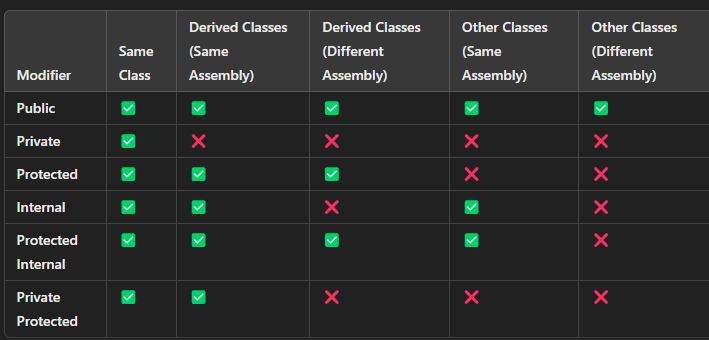 Modifier
Same
Class
Derived Classes
(Same
Assembly)
Derived Classes
(Different
Assembly)
Other Classes
(Same
Assembly)
Other Classes
(Different
Assembly)
Public ✅ ✅ ✅ ✅ ✅
Private ✅ ❌ ❌ ❌ ❌
Protected ✅ ✅ ✅ ❌ ❌
Internal ✅ ✅ ❌ ✅ ❌
Protected
Internal ✅ ✅ ✅ ✅ ❌
Private
Protected ✅ ✅ ❌ ❌ ❌